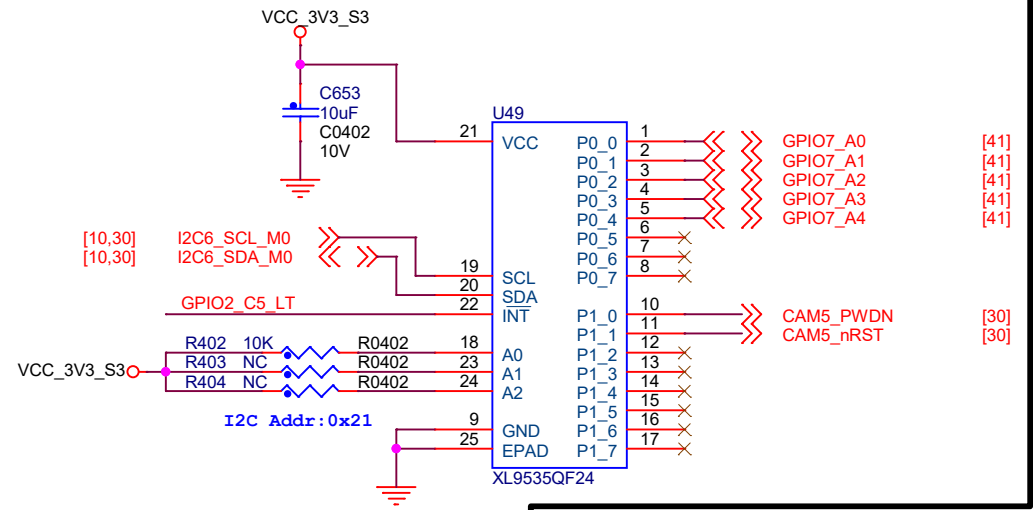 VCC_3V3_S3
C653
10uF
C0402
10V
U49
21 VCC P0_0 1 GPIO7_A0 [41]
P0_1 2 GPIO7_A1 [41]
P0_2 3 GPIO7_A2 [41]
P0_3 4 GPIO7_A3 [41]
P0_4 5 GPIO7_A4 [41]
P0_5 6
[10,30] I2C6_SCL_M0 P0_6 7
[10,30] I2C6_SDA_M0 P0_7 8
19 SCL
20 SDA
GPIO2_C5_LT 22 INT P1_0 10 CAM5_PWDN [30]
P1_1 11 CAM5_nRST [30]
R402 10K R0402 18 A0 P1_2 12
VCC_3V3_S3 R403 NC R0402 23 A1 P1_3 13
R404 NC R0402 24 A2 P1_4 14
I2C Addr:0x21 P1_5 15
9 GND P1_6 16
25 EPAD P1_7 17
XL9535QF24